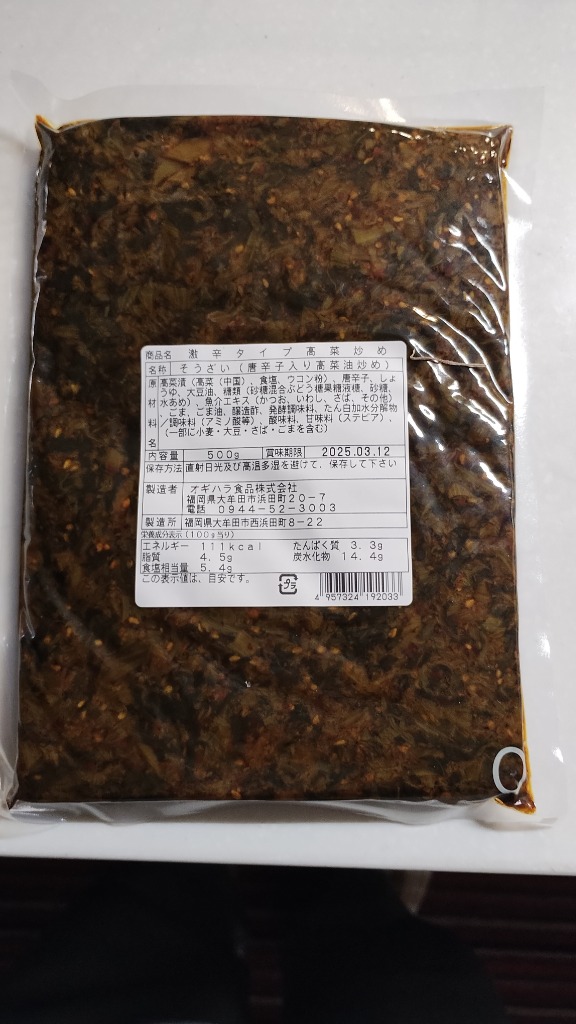 商品名 激辛タイプ高菜炒め
名称 そうざい(唐辛子入り高菜油炒め)
原材料名 高菜漬(高菜(中国)、食塩、ウコン粉)、唐辛子、しょ
うゆ、大豆油、糖類(砂糖混合ぶどう糖果糖液糖、砂糖、
水あめ)、魚介エキス(かつお、いわし、さば、その他)
、ごま、ごま油、醸造酢、発酵調味料、たん白加水分解物
/調味料(アミノ酸等)、酸味料、甘味料(ステビア)、
(一部に小麦・大豆・さば・ごまを含む)
内容量 500g 賞味期限 2025.03.12
保存方法 直射日光及び高温多湿を避けて、保存して下さい
製造者 オギハラ食品株式会社
福岡県大牟田市浜田町20-7
電話 0944-52-3003
製造所 福岡県大牟田市西浜田町8-22
栄養成分表示(100g当り)
エネルギー 111kcal たんぱく質 3.3g
脂質 4.5g 炭水化物 14.4g
食塩相当量 5.4g
この表示値は、目安です。
プラ
4 957324 192033